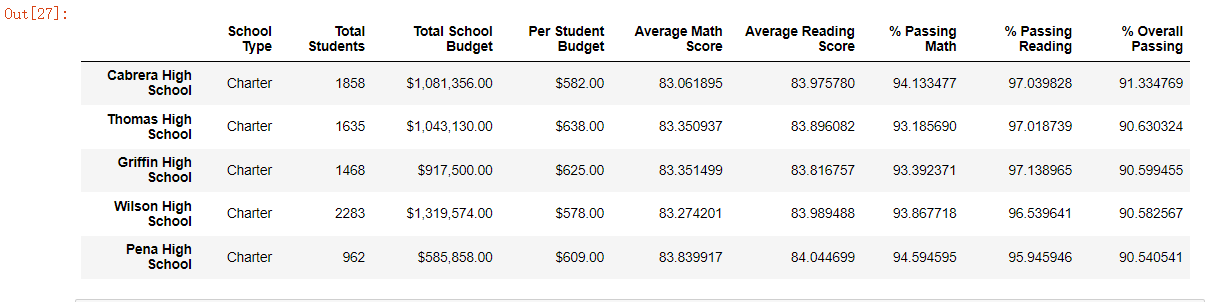 Out[27]:
School Type Total Students Total School Budget Per Student Budget Average Math Score Average Reading Score % Passing Math % Passing Reading % Overall Passing
Cabrera High School Charter 1858 $1,081,356.00 $582.00 83.061895 83.975780 94.133477 97.039828 91.334769
Thomas High School Charter 1635 $1,043,130.00 $638.00 83.350937 83.896082 93.185690 97.018739 90.630324
Griffin High School Charter 1468 $917,500.00 $625.00 83.351499 83.816757 93.392371 97.138965 90.599455
Wilson High School Charter 2283 $1,319,574.00 $578.00 83.274201 83.989488 93.867718 96.539641 90.582567
Pena High School Charter 962 $585,858.00 $609.00 83.839917 84.044699 94.594595 95.945946 90.540541